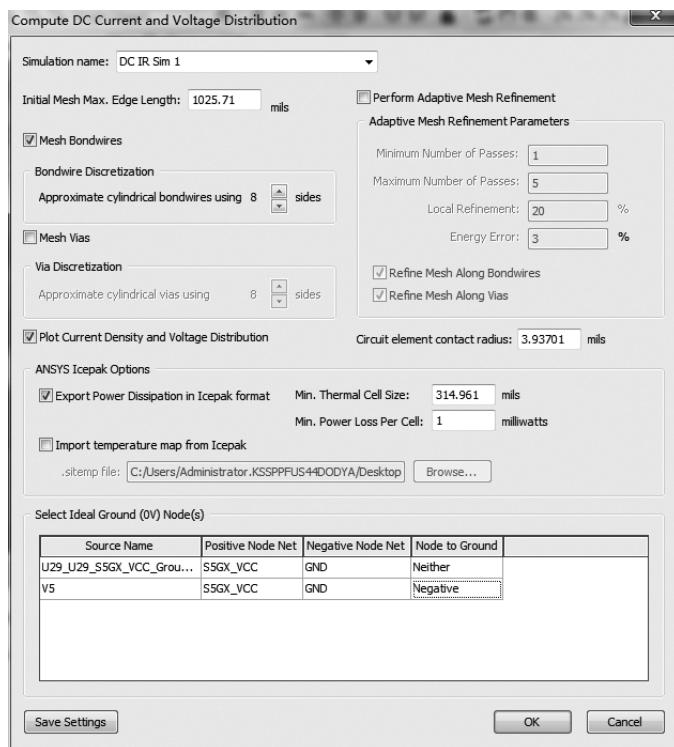 Compute DC Current and Voltage Distribution
X
Simulation name: DC IR Sim 1
Initial Mesh Max. Edge Length: 1025.71 mils
Mesh Bondwires
Bondwire Discretization
Approximate cylindrical bondwires using 8 sides
Mesh Vias
Via Discretization
Approximate cylindrical vias using 8 sides
Perform Adaptive Mesh Refinement
Adaptive Mesh Refinement Parameters
Minimum Number of Passes: 1
Maximum Number of Passes: 5
Local Refinement: 20 %
Energy Error: 3 %
Refine Mesh Along Bondwires
Refine Mesh Along Vias
Plot Current Density and Voltage Distribution
Circuit element contact radius: 3.93701 mils
ANSYS Icepak Options
Export Power Dissipation in Icepak format
Min. Thermal Cell Size: 314.961 mils
Min. Power Loss Per Cell: 1 milliwatts
Import temperature map from Icepak
.sitemp file: C:/Users/Administrator.KSSPPFUS44DODYA/Desktop Browse...
Select Ideal Ground (0V) Node(s)
Source Name Positive Node Net Negative Node Net Node to Ground
U29_U29_S5GX_VCC_Grou... S5GX_VCC GND Neither
V5 S5GX_VCC GND Negative
Save Settings OK Cancel